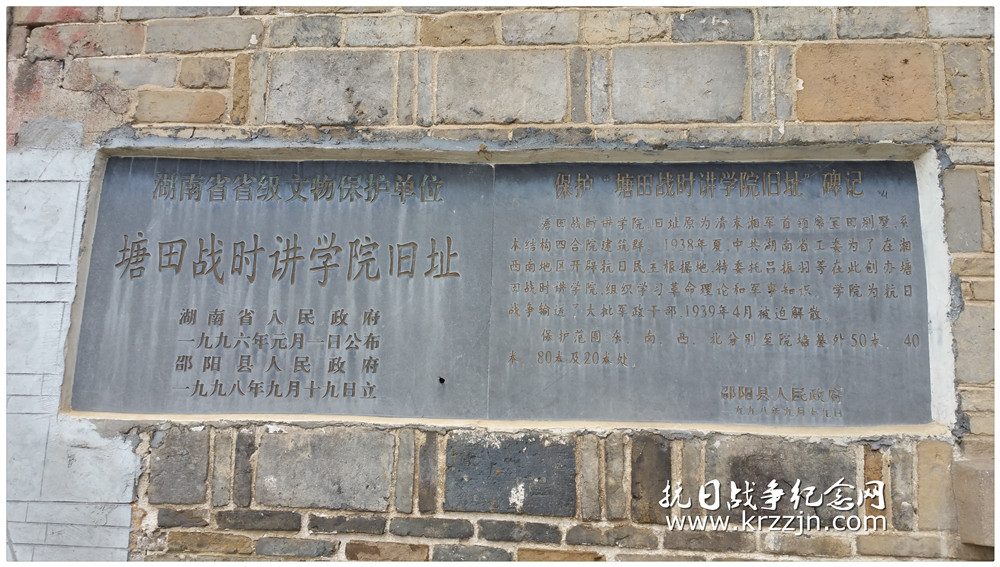 湖南省省级文物保护单位
塘田战时讲学院旧址
湖南省人民政府
一九九六年元月一日公布
邵阳县人民政府
一九九八年九月十九日立
保护“塘田战时讲学院旧址”碑记
塘田战时讲学院旧址原为清末湘军首领席宝田别墅,采
木结构四合院建筑群。1938年夏,中共湖南省工委为了在湘
西南地区开辟抗日民主根据地,特委托吕振羽等在此创办塘
田战时讲学院,组织学习革命理论和军事知识。学院为抗日
战争输送了大批军政干部,1939年4月被迫解散。
保护范围东、南、西、北分别至院墙基外50米、40
米、80米及20米处。
邵阳县人民政府
一九九八年九月十九日
抗日战争纪念网
www.krzzjn.com